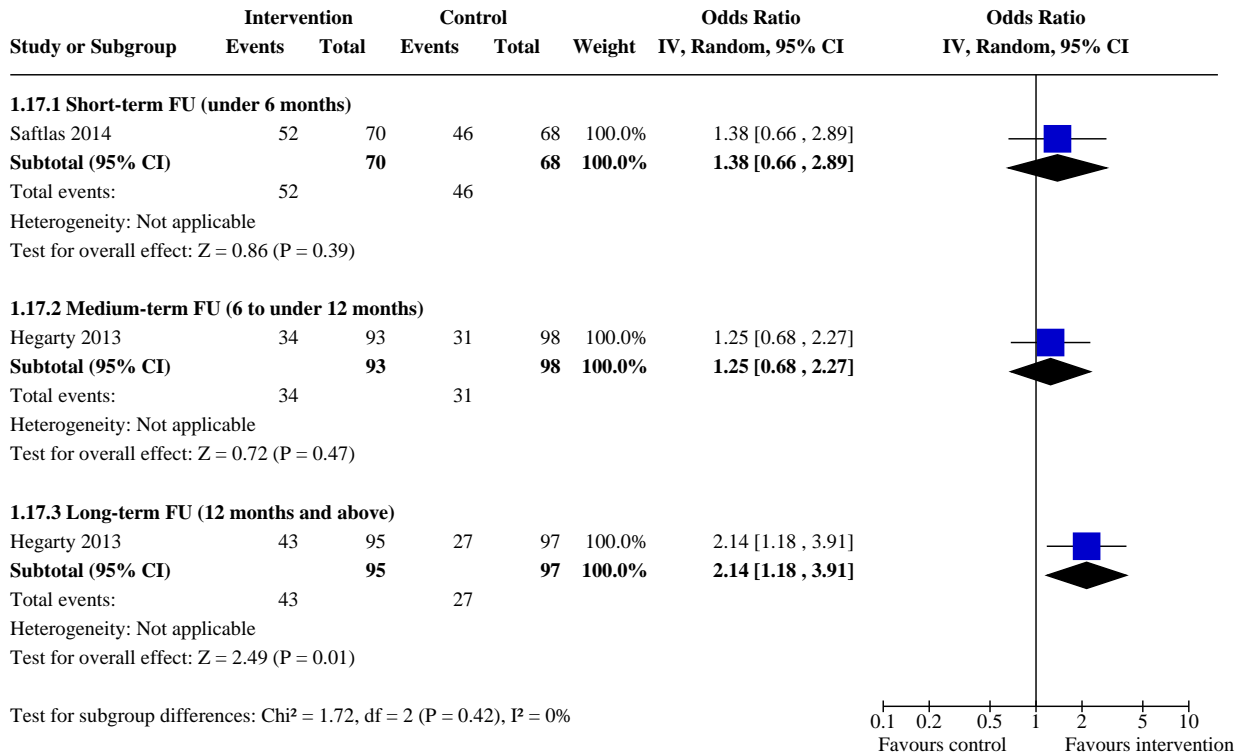 Intervention Control Odds Ratio Odds Ratio
Study or Subgroup Events Total Events Total Weight IV, Random, 95% CI IV, Random, 95% CI
1.17.1 Short-term FU (under 6 months)
Saftlas 2014 52 70 46 68 100.0% 1.38 [0.66 , 2.89]
Subtotal (95% CI) 70 68 100.0% 1.38 [0.66 , 2.89]
Total events: 52 46
Heterogeneity: Not applicable
Test for overall effect: Z = 0.86 (P = 0.39)
1.17.2 Medium-term FU (6 to under 12 months)
Hegarty 2013 34 93 31 98 100.0% 1.25 [0.68 , 2.27]
Subtotal (95% CI) 93 98 100.0% 1.25 [0.68 , 2.27]
Total events: 34 31
Heterogeneity: Not applicable
Test for overall effect: Z = 0.72 (P = 0.47)
1.17.3 Long-term FU (12 months and above)
Hegarty 2013 43 95 27 97 100.0% 2.14 [1.18 , 3.91]
Subtotal (95% CI) 95 97 100.0% 2.14 [1.18 , 3.91]
Total events: 43 27
Heterogeneity: Not applicable
Test for overall effect: Z = 2.49 (P = 0.01)
Test for subgroup differences: Chi² = 1.72, df = 2 (P = 0.42), I² = 0%
0.1 0.2 0.5 1 2 5 10
Favours control Favours intervention